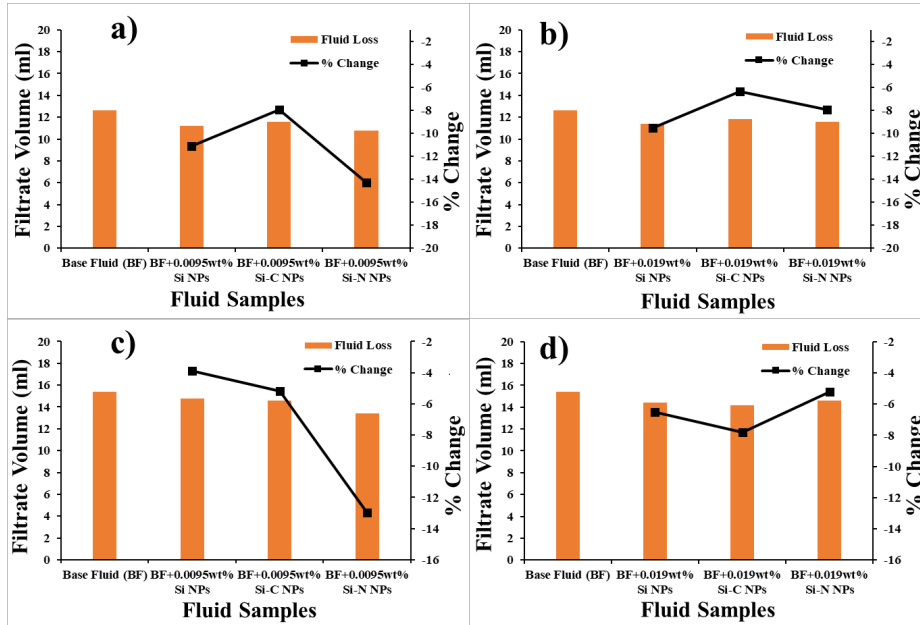 a)
Fluid Loss
% Change
Filtrate Volume (ml)
20
18
16
14
12
10
8
6
4
2
0
-2
-4
-6
-8
-10
-12
-14
-16
-18
-20
% Change
Base Fluid (BF) BF+0.0095wt% BF+0.0095wt% BF+0.0095wt%
Si NPs Si-C NPs Si-N NPs
Fluid Samples
b)
Fluid Loss
% Change
Filtrate Volume (ml)
20
18
16
14
12
10
8
6
4
2
0
-2
-4
-6
-8
-10
-12
-14
-16
-18
-20
% Change
Base Fluid (BF) BF+0.019wt% BF+0.019wt% BF+0.019wt%
Si NPs Si-C NPs Si-N NPs
Fluid Samples
c)
Fluid Loss
% Change
Filtrate Volume (ml)
20
18
16
14
12
10
8
6
4
2
0
-2
-4
-6
-8
-10
-12
-14
-16
% Change
Base Fluid (BF) BF+0.0095wt% BF+0.0095wt% BF+0.0095wt%
Si NPs Si-C NPs Si-N NPs
Fluid Samples
d)
Fluid Loss
% Change
Filtrate Volume (ml)
20
18
16
14
12
10
8
6
4
2
0
-2
-4
-6
-8
-10
-12
-14
-16
% Change
Base Fluid (BF) BF+0.019wt% BF+0.019wt% BF+0.019wt%
Si NPs Si-C NPs Si-N NPs
Fluid Samples